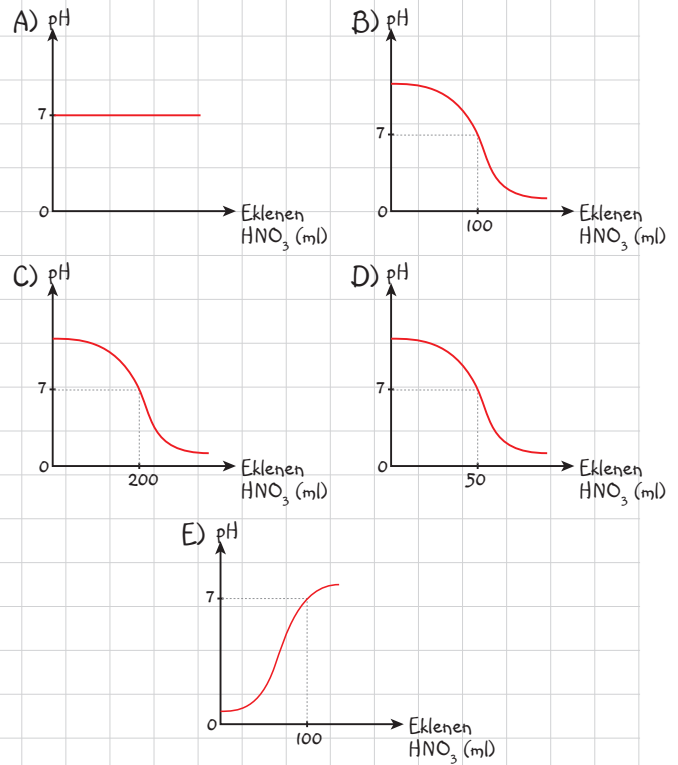 A) pH
7
0
Eklenen
HNO₃ (ml)
B) pH
7
0
100
Eklenen
HNO₃ (ml)
C) pH
7
0
200
Eklenen
HNO₃ (ml)
D) pH
7
0
50
Eklenen
HNO₃ (ml)
E) pH
7
0
100
Eklenen
HNO₃ (ml)